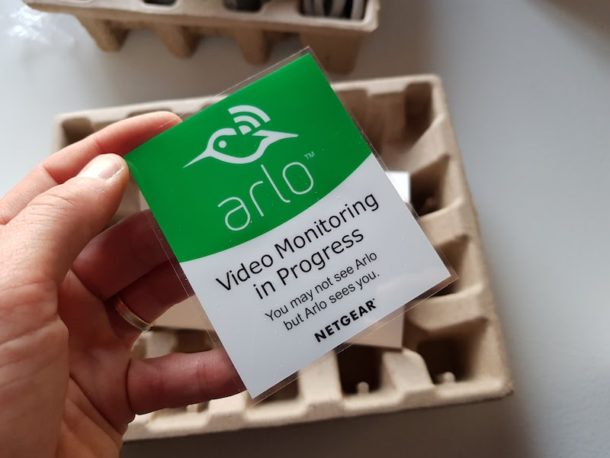 arlo™
Video Monitoring
in Progress
You may not see Arlo
but Arlo sees you.
NETGEAR®